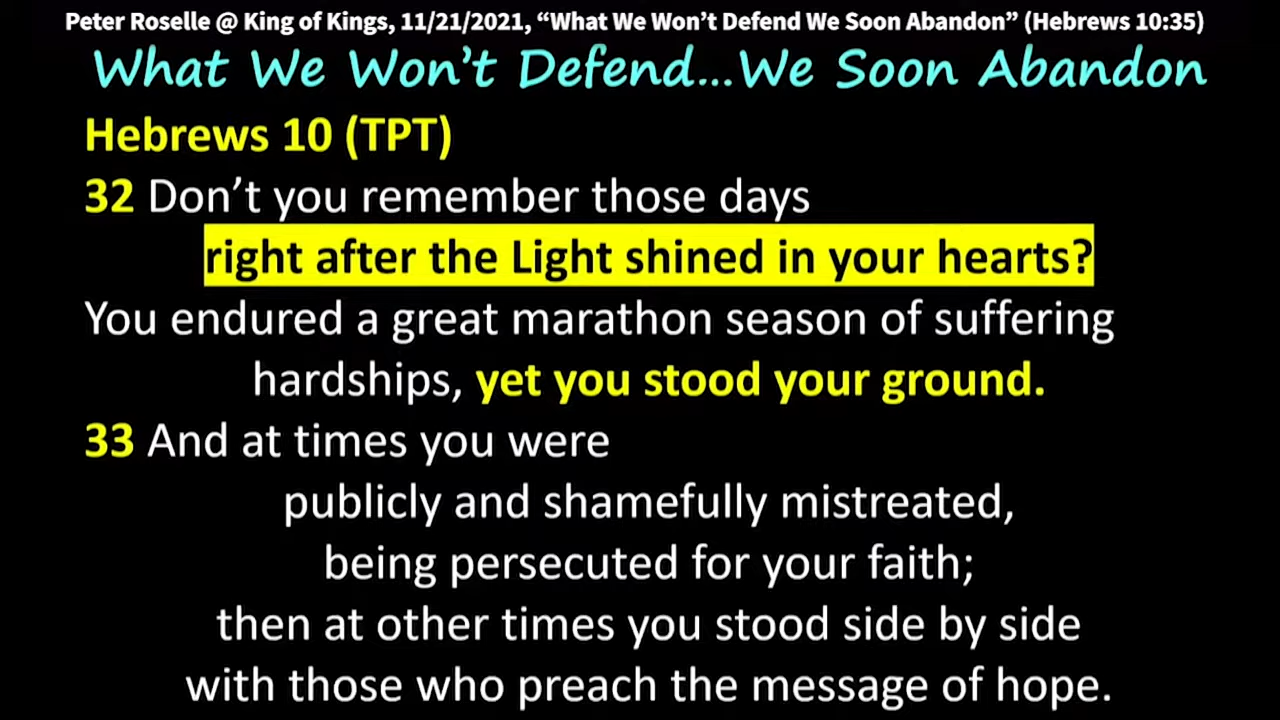 Peter Roselle @ King of Kings, 11/21/2021, “What We Won’t Defend We Soon Abandon” (Hebrews 10:35)
What We Won’t Defend...We Soon Abandon
Hebrews 10 (TPT)
32 Don’t you remember those days
right after the Light shined in your hearts?
You endured a great marathon season of suffering
hardships, yet you stood your ground.
33 And at times you were
publicly and shamefully mistreated,
being persecuted for your faith;
then at other times you stood side by side
with those who preach the message of hope.